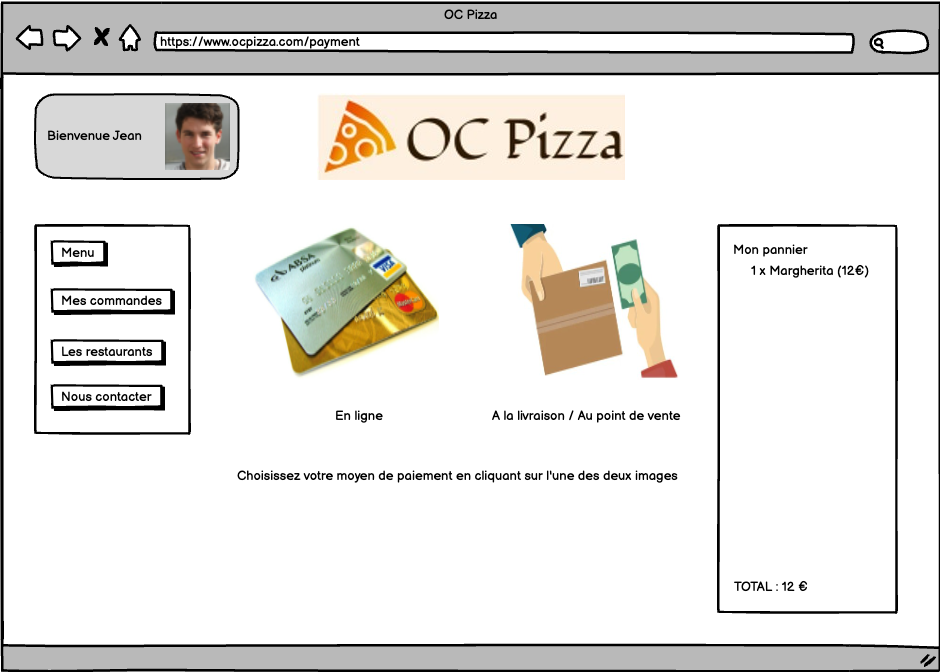 OC Pizza
https://www.ocpizza.com/payment
Bienvenue Jean
OC Pizza
Menu
Mes commandes
Les restaurants
Nous contacter
ABSA
VISA
MasterCard
En ligne
A la livraison / Au point de vente
Choisissez votre moyen de paiement en cliquant sur l'une des deux images
Mon pannier
1 x Margherita (12€)
TOTAL : 12 €